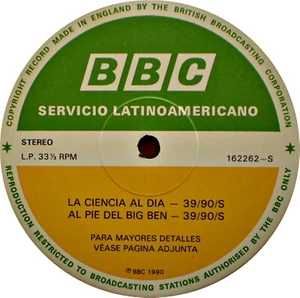 COPYRIGHT RECORD MADE IN ENGLAND BY THE BRITISH BROADCASTING CORPORATION
BBC
SERVICIO LATINOAMERICANO
STEREO
L.P. 33⅓ RPM
162262-S
LA CIENCIA AL DIA — 39/90/S
AL PIE DEL BIG BEN — 39/90/S
PARA MAYORES DETALLES
VÉASE PAGINA ADJUNTA
℗ BBC 1990
REPRODUCTION RESTRICTED TO BROADCASTING STATIONS AUTHORISED BY THE BBC ONLY